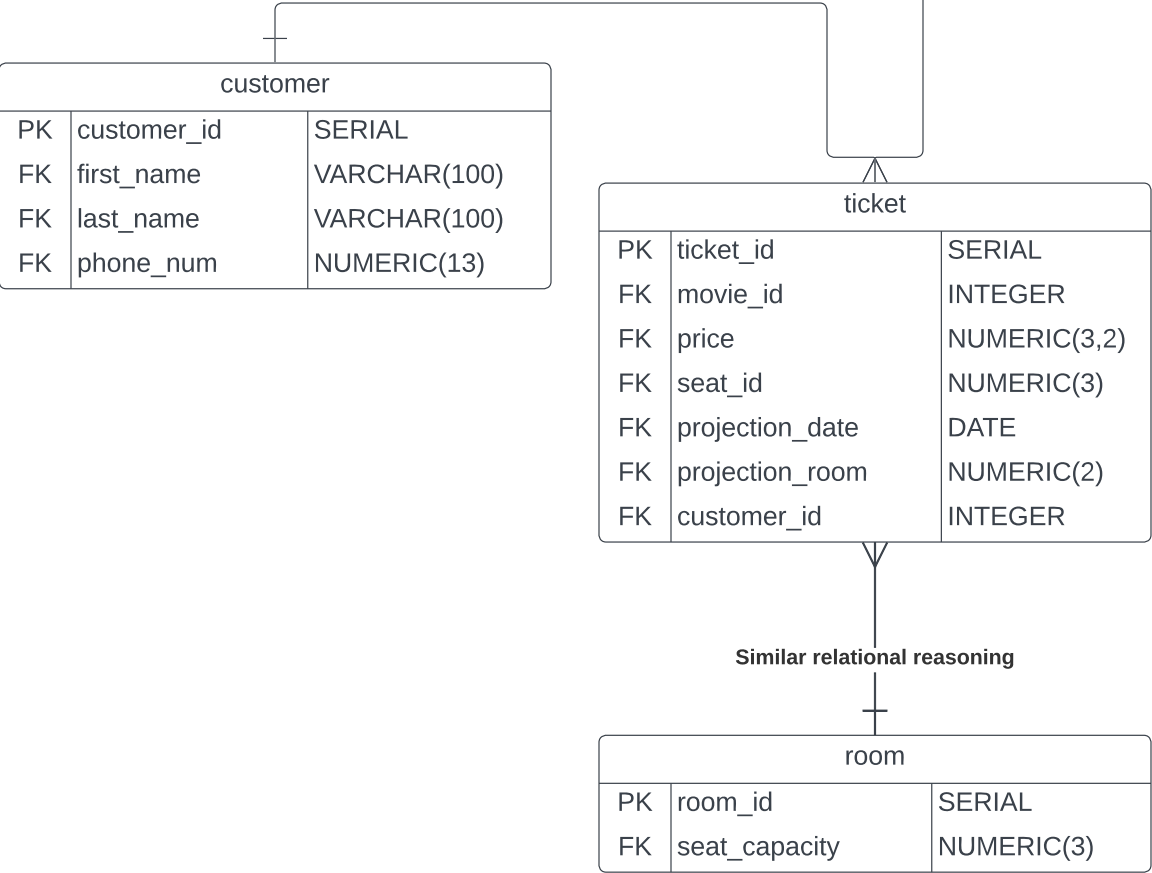 customer
PK customer_id SERIAL
FK first_name VARCHAR(100)
FK last_name VARCHAR(100)
FK phone_num NUMERIC(13)
ticket
PK ticket_id SERIAL
FK movie_id INTEGER
FK price NUMERIC(3,2)
FK seat_id NUMERIC(3)
FK projection_date DATE
FK projection_room NUMERIC(2)
FK customer_id INTEGER
Similar relational reasoning
room
PK room_id SERIAL
FK seat_capacity NUMERIC(3)